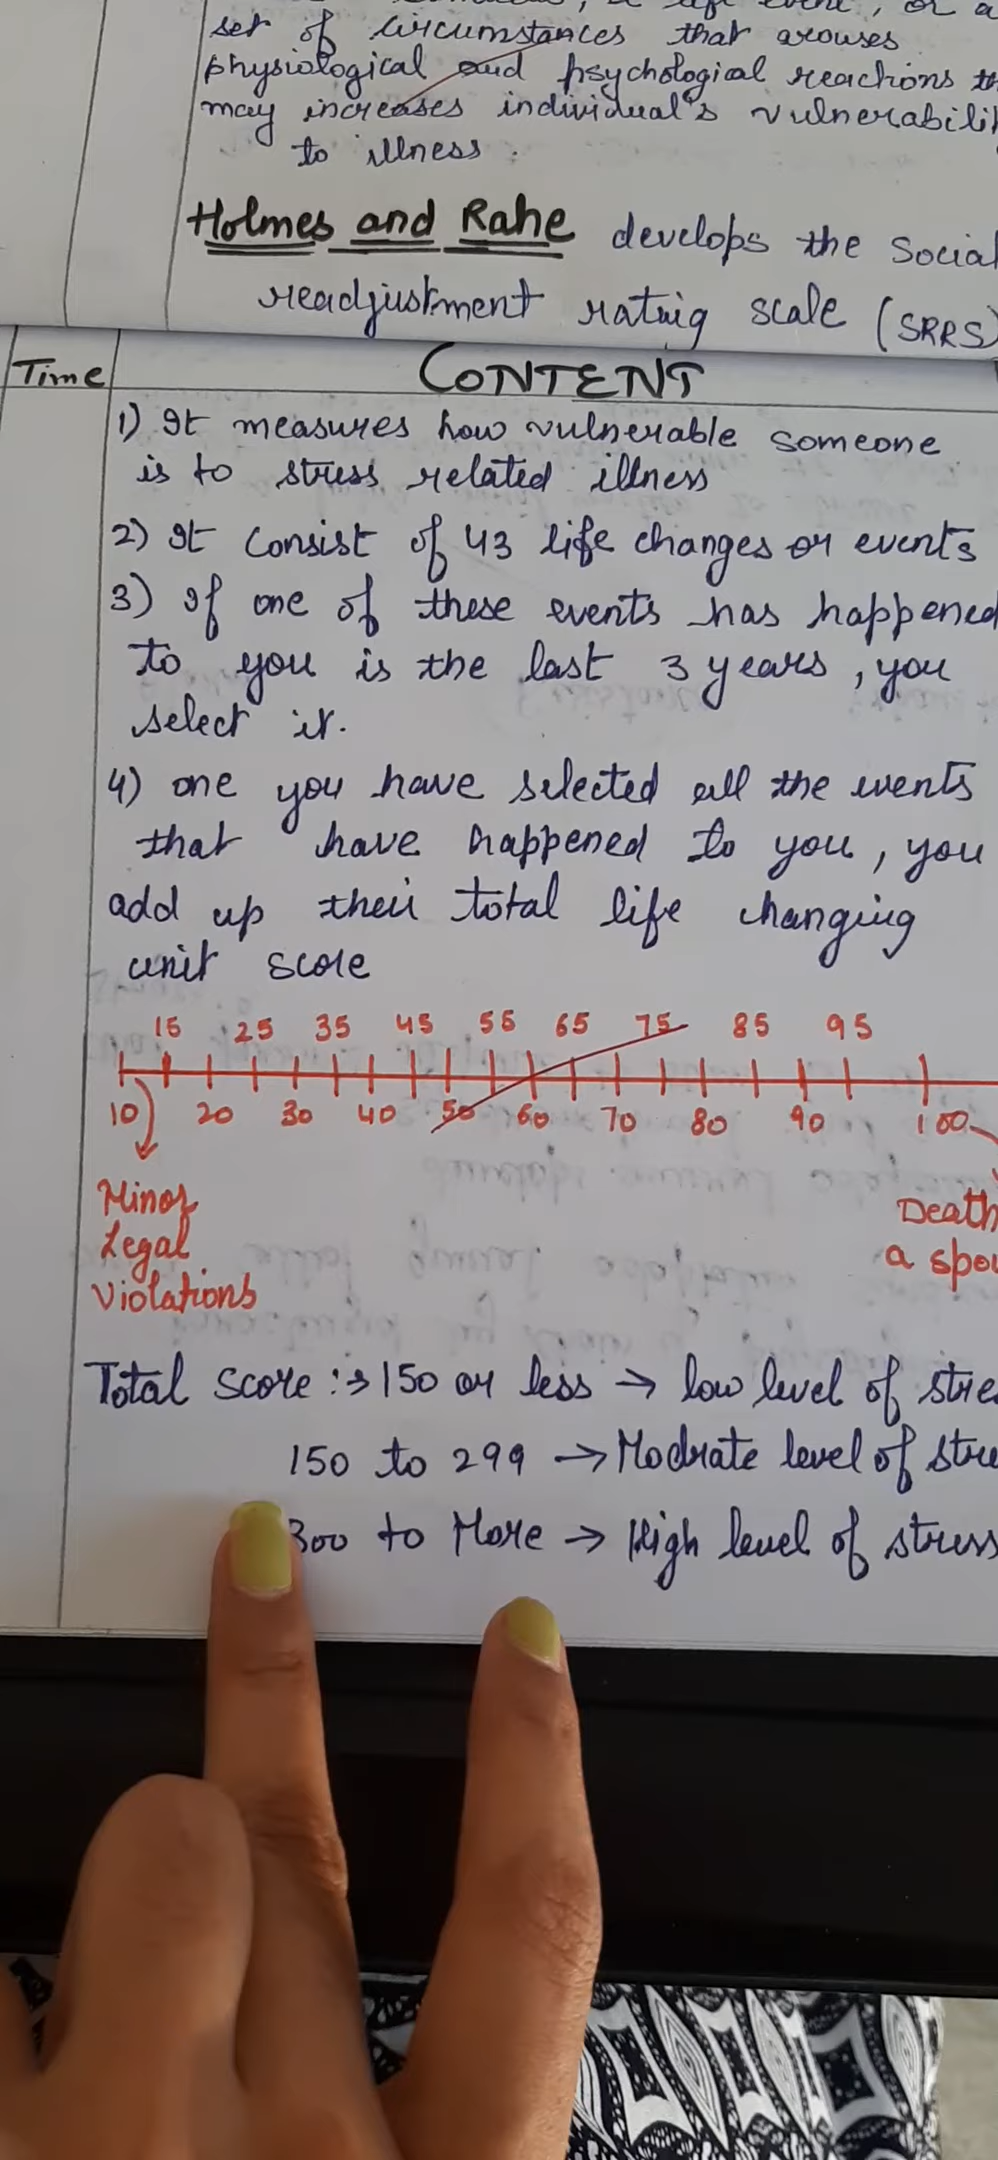 set of circumstances that arouses
physiological and psychological reactions
may increases individual's vulnerabili
to illness.
Holmes and Rahe develops the Social
readjustment rating scale (SRRS)
Time CONTENT
1) It measures how vulnerable someone
is to stress related illness
2) It consist of 43 life changes or events
3) If one of these events has happened
to you is the last 3 years, you
select it.
4) one you have selected all the events
that have happened to you, you
add up their total life changing
unit score
15 25 35 45 55 65 75 85 95
10 20 30 40 50 60 70 80 90 100
Minor
Legal
Violations
Death
a spou
Total score :→ 150 or less → low level of stre
150 to 299 → Modrate level of stre
300 to More → High level of stress